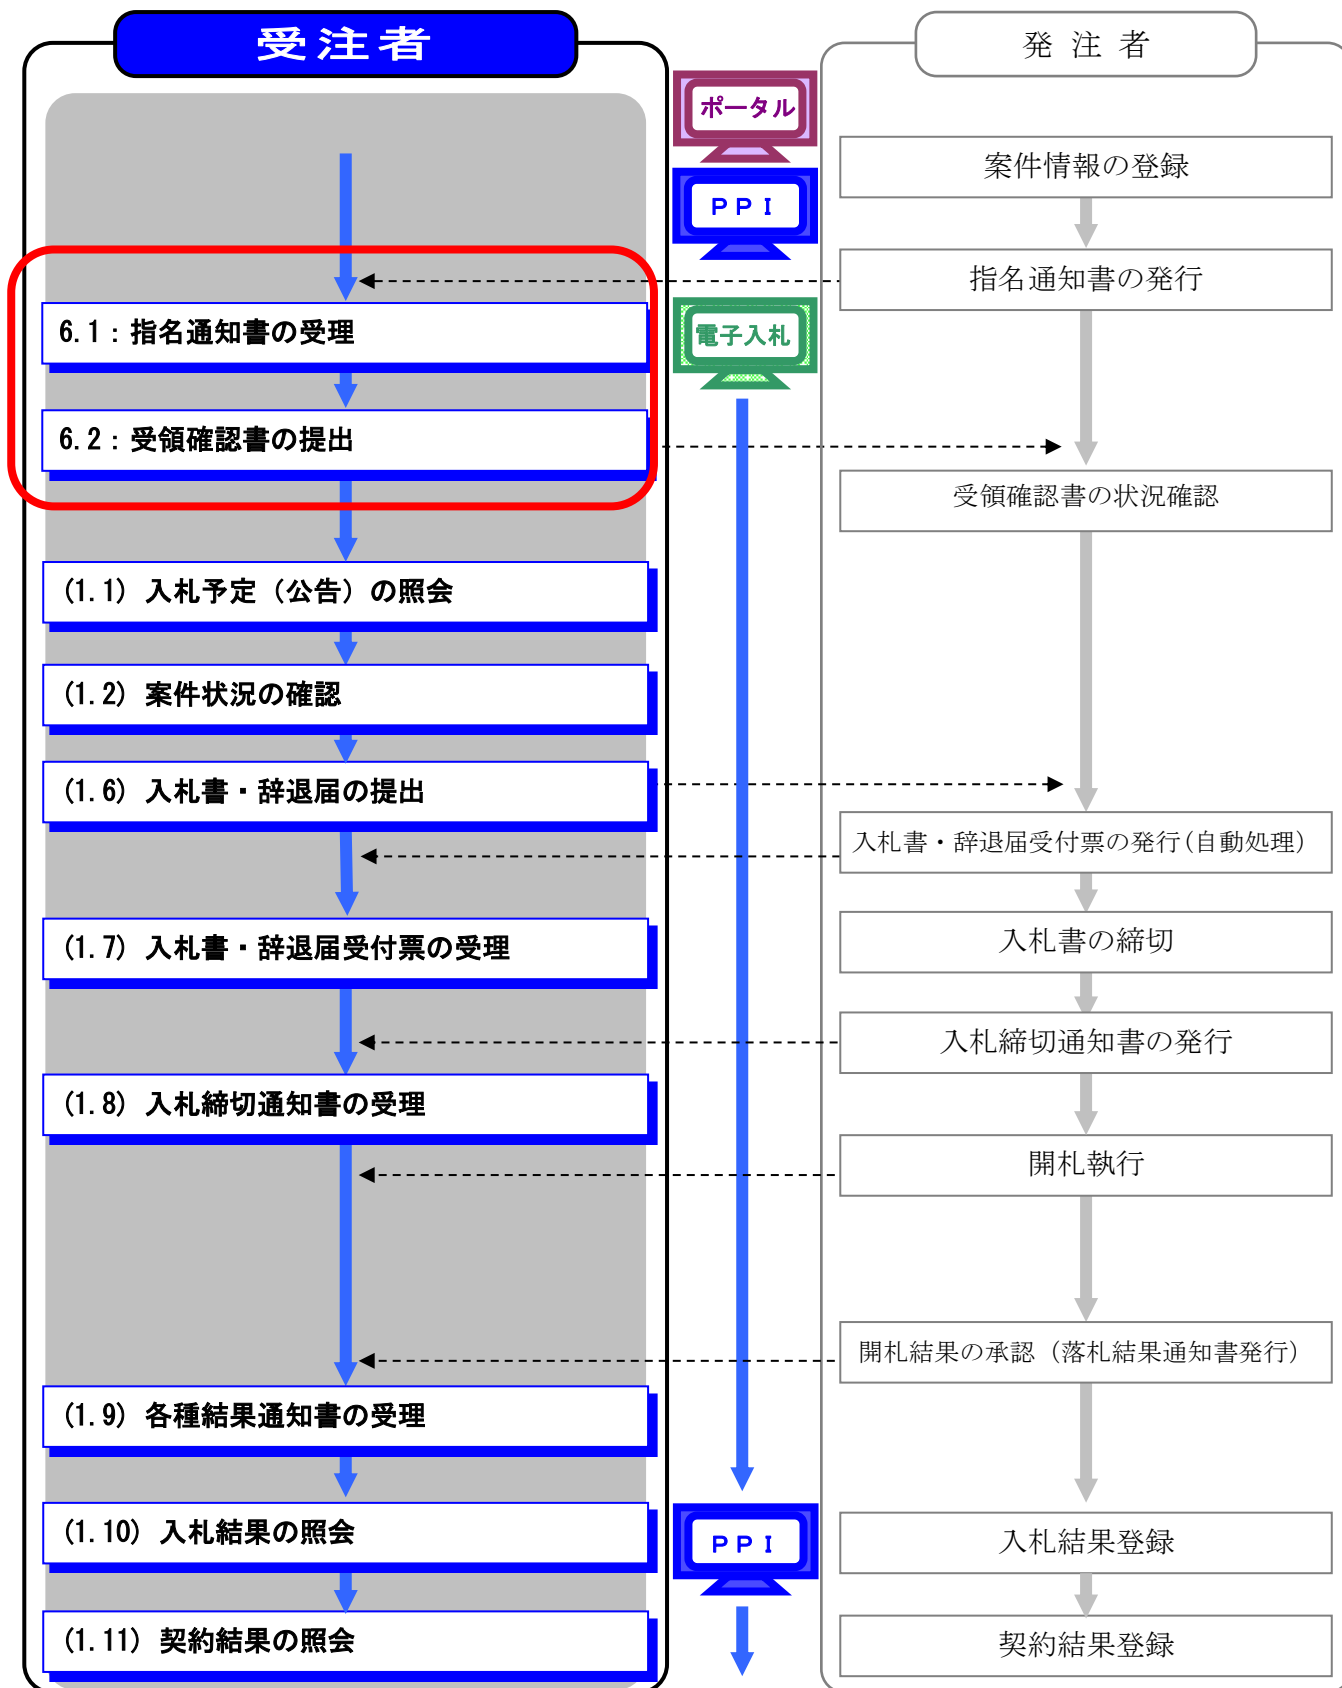 受注者
6.1：指名通知書の受理
6.2：受領確認書の提出
(1.1) 入札予定（公告）の照会
(1.2) 案件状況の確認
(1.6) 入札書・辞退届の提出
(1.7) 入札書・辞退届受付票の受理
(1.8) 入札締切通知書の受理
(1.9) 各種結果通知書の受理
(1.10) 入札結果の照会
(1.11) 契約結果の照会
ポータル
ＰＰＩ
電子入札
ＰＰＩ
発注者
案件情報の登録
指名通知書の発行
受領確認書の状況確認
入札書・辞退届受付票の発行(自動処理)
入札書の締切
入札締切通知書の発行
開札執行
開札結果の承認（落札結果通知書発行）
入札結果登録
契約結果登録